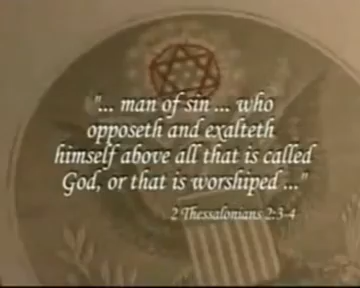 "... man of sin ... who
opposeth and exalteth
himself above all that is called
God, or that is worshiped ..."
2 Thessalonians 2:3-4